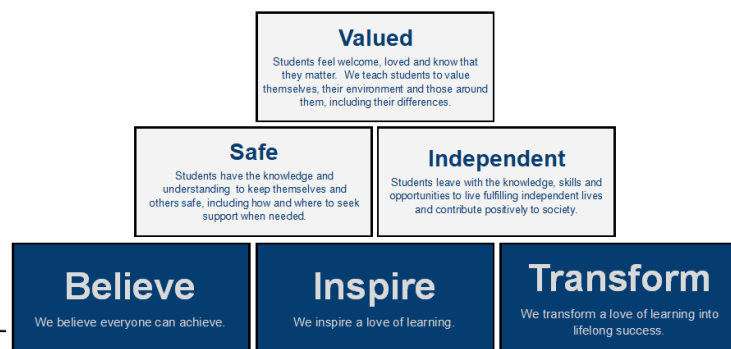 Valued
Students feel welcome, loved and know that
they matter.  We teach students to value
themselves, their environment and those around
them, including their differences.
Safe
Students have the knowledge and
understanding  to keep themselves and
others safe, including how and where to seek
support when needed.
Independent
Students leave with the knowledge, skills and
opportunities to live fulfilling independent lives
and contribute positively to society.
Believe
We believe everyone can achieve.
Inspire
We inspire a love of learning.
Transform
We transform a love of learning into
lifelong success.